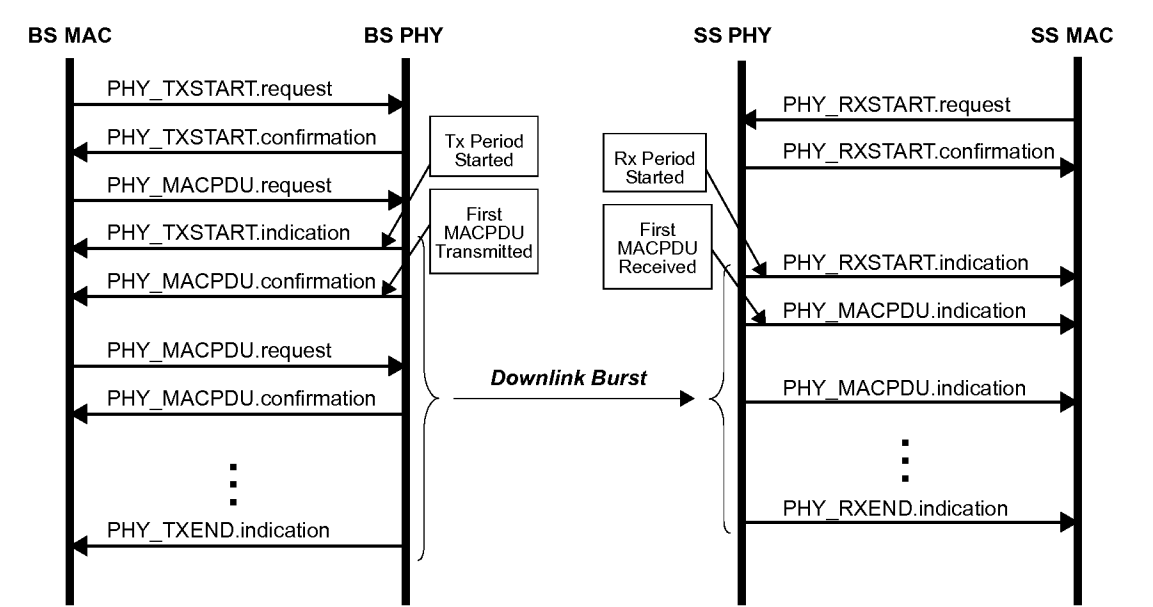 BS MAC
BS PHY
SS PHY
SS MAC
PHY_TXSTART.request
PHY_TXSTART.confirmation
PHY_MACPDU.request
PHY_TXSTART.indication
PHY_MACPDU.confirmation
PHY_MACPDU.request
PHY_MACPDU.confirmation
PHY_TXEND.indication
Tx Period
Started
First
MACPDU
Transmitted
Downlink Burst
Rx Period
Started
First
MACPDU
Received
PHY_RXSTART.request
PHY_RXSTART.confirmation
PHY_RXSTART.indication
PHY_MACPDU.indication
PHY_MACPDU.indication
PHY_RXEND.indication